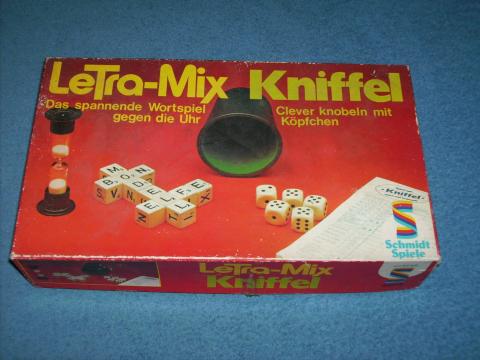 LeTra-Mix Kniffel
Das spannende Wortspiel
gegen die Uhr
Clever knobeln mit
Köpfchen
Kniffel
Schmidt
Spiele
LeTra-Mix
Kniffel